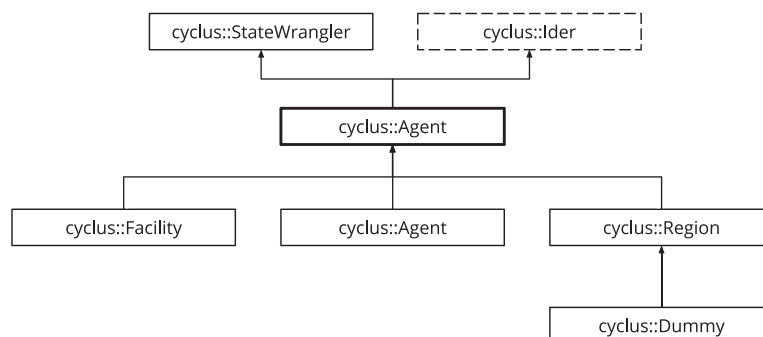 cyclus::StateWrangler
cyclus::Ider
cyclus::Agent
cyclus::Facility
cyclus::Agent
cyclus::Region
cyclus::Dummy